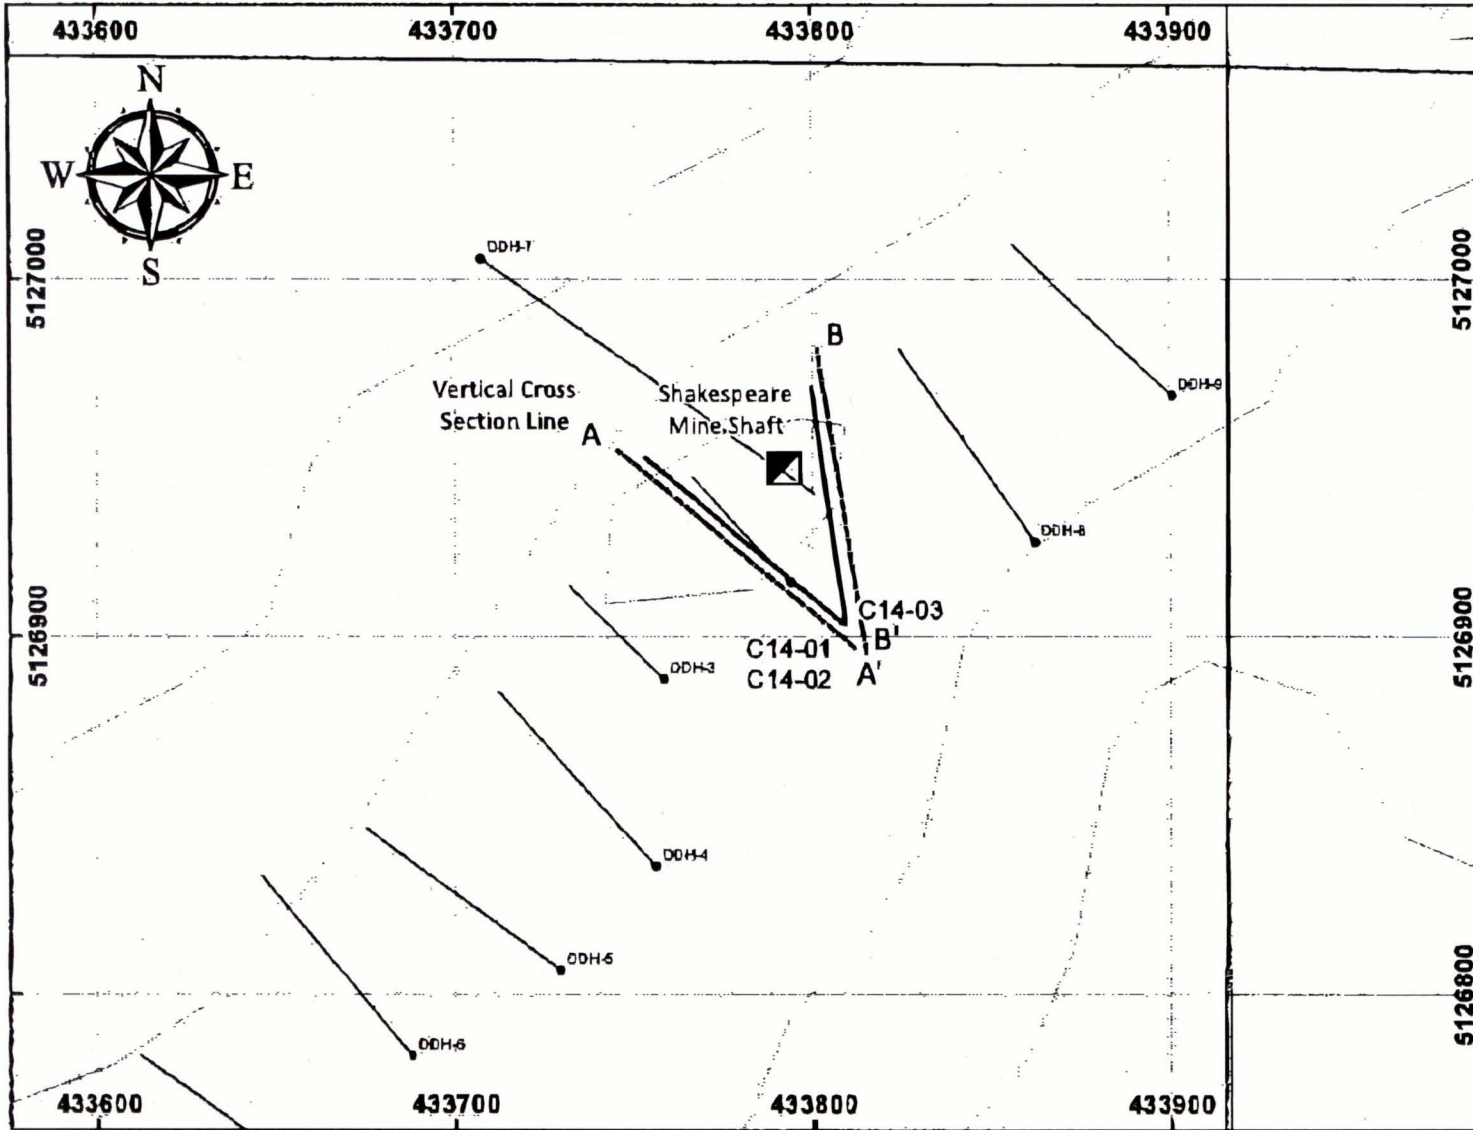 433600 433700 433800 433900
N
W E
S
DDH-7
5127000
5127000
B
Vertical Cross
Section Line
Shakespeare
Mine Shaft
DDH-9
A
DDH-8
5126900
5126900
C14-03
B'
C14-01
A'
C14-02
DDH-3
DDH-4
DDH-5
5126800
DDH-6
433600 433700 433800 433900